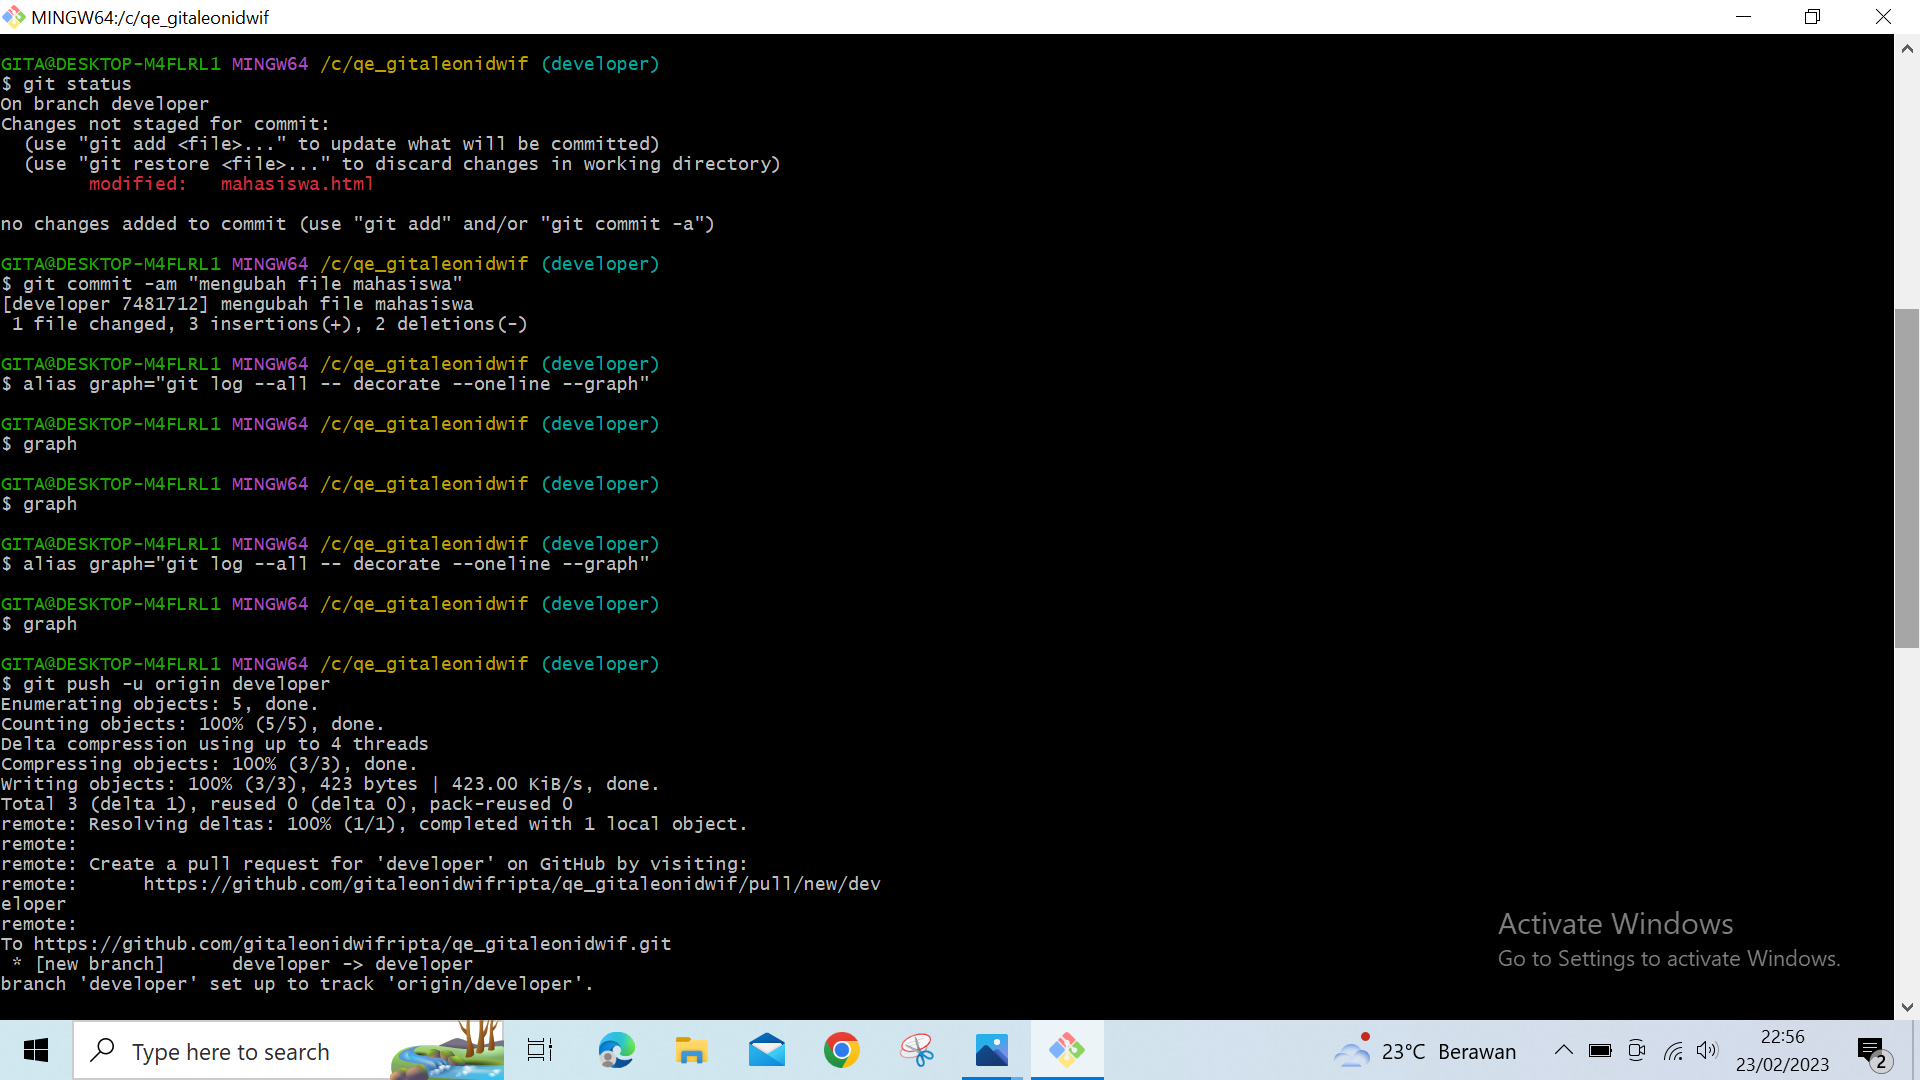 MINGW64:/c/qe_gitaleonidwif
GITA@DESKTOP-M4FLRL1 MINGW64 /c/qe_gitaleonidwif (developer)
$ git status
On branch developer
Changes not staged for commit:
  (use "git add <file>..." to update what will be committed)
  (use "git restore <file>..." to discard changes in working directory)
        modified:   mahasiswa.html
no changes added to commit (use "git add" and/or "git commit -a")
GITA@DESKTOP-M4FLRL1 MINGW64 /c/qe_gitaleonidwif (developer)
$ git commit -am "mengubah file mahasiswa"
[developer 7481712] mengubah file mahasiswa
 1 file changed, 3 insertions(+), 2 deletions(-)
GITA@DESKTOP-M4FLRL1 MINGW64 /c/qe_gitaleonidwif (developer)
$ alias graph="git log --all -- decorate --oneline --graph"
GITA@DESKTOP-M4FLRL1 MINGW64 /c/qe_gitaleonidwif (developer)
$ graph
GITA@DESKTOP-M4FLRL1 MINGW64 /c/qe_gitaleonidwif (developer)
$ graph
GITA@DESKTOP-M4FLRL1 MINGW64 /c/qe_gitaleonidwif (developer)
$ alias graph="git log --all -- decorate --oneline --graph"
GITA@DESKTOP-M4FLRL1 MINGW64 /c/qe_gitaleonidwif (developer)
$ graph
GITA@DESKTOP-M4FLRL1 MINGW64 /c/qe_gitaleonidwif (developer)
$ git push -u origin developer
Enumerating objects: 5, done.
Counting objects: 100% (5/5), done.
Delta compression using up to 4 threads
Compressing objects: 100% (3/3), done.
Writing objects: 100% (3/3), 423 bytes | 423.00 KiB/s, done.
Total 3 (delta 1), reused 0 (delta 0), pack-reused 0
remote: Resolving deltas: 100% (1/1), completed with 1 local object.
remote:
remote: Create a pull request for 'developer' on GitHub by visiting:
remote:      https://github.com/gitaleonidwifripta/qe_gitaleonidwif/pull/new/dev
eloper
remote:
To https://github.com/gitaleonidwifripta/qe_gitaleonidwif.git
 * [new branch]      developer -> developer
branch 'developer' set up to track 'origin/developer'.
Activate Windows
Go to Settings to activate Windows.
Type here to search
23°C Berawan
22:56
23/02/2023
2